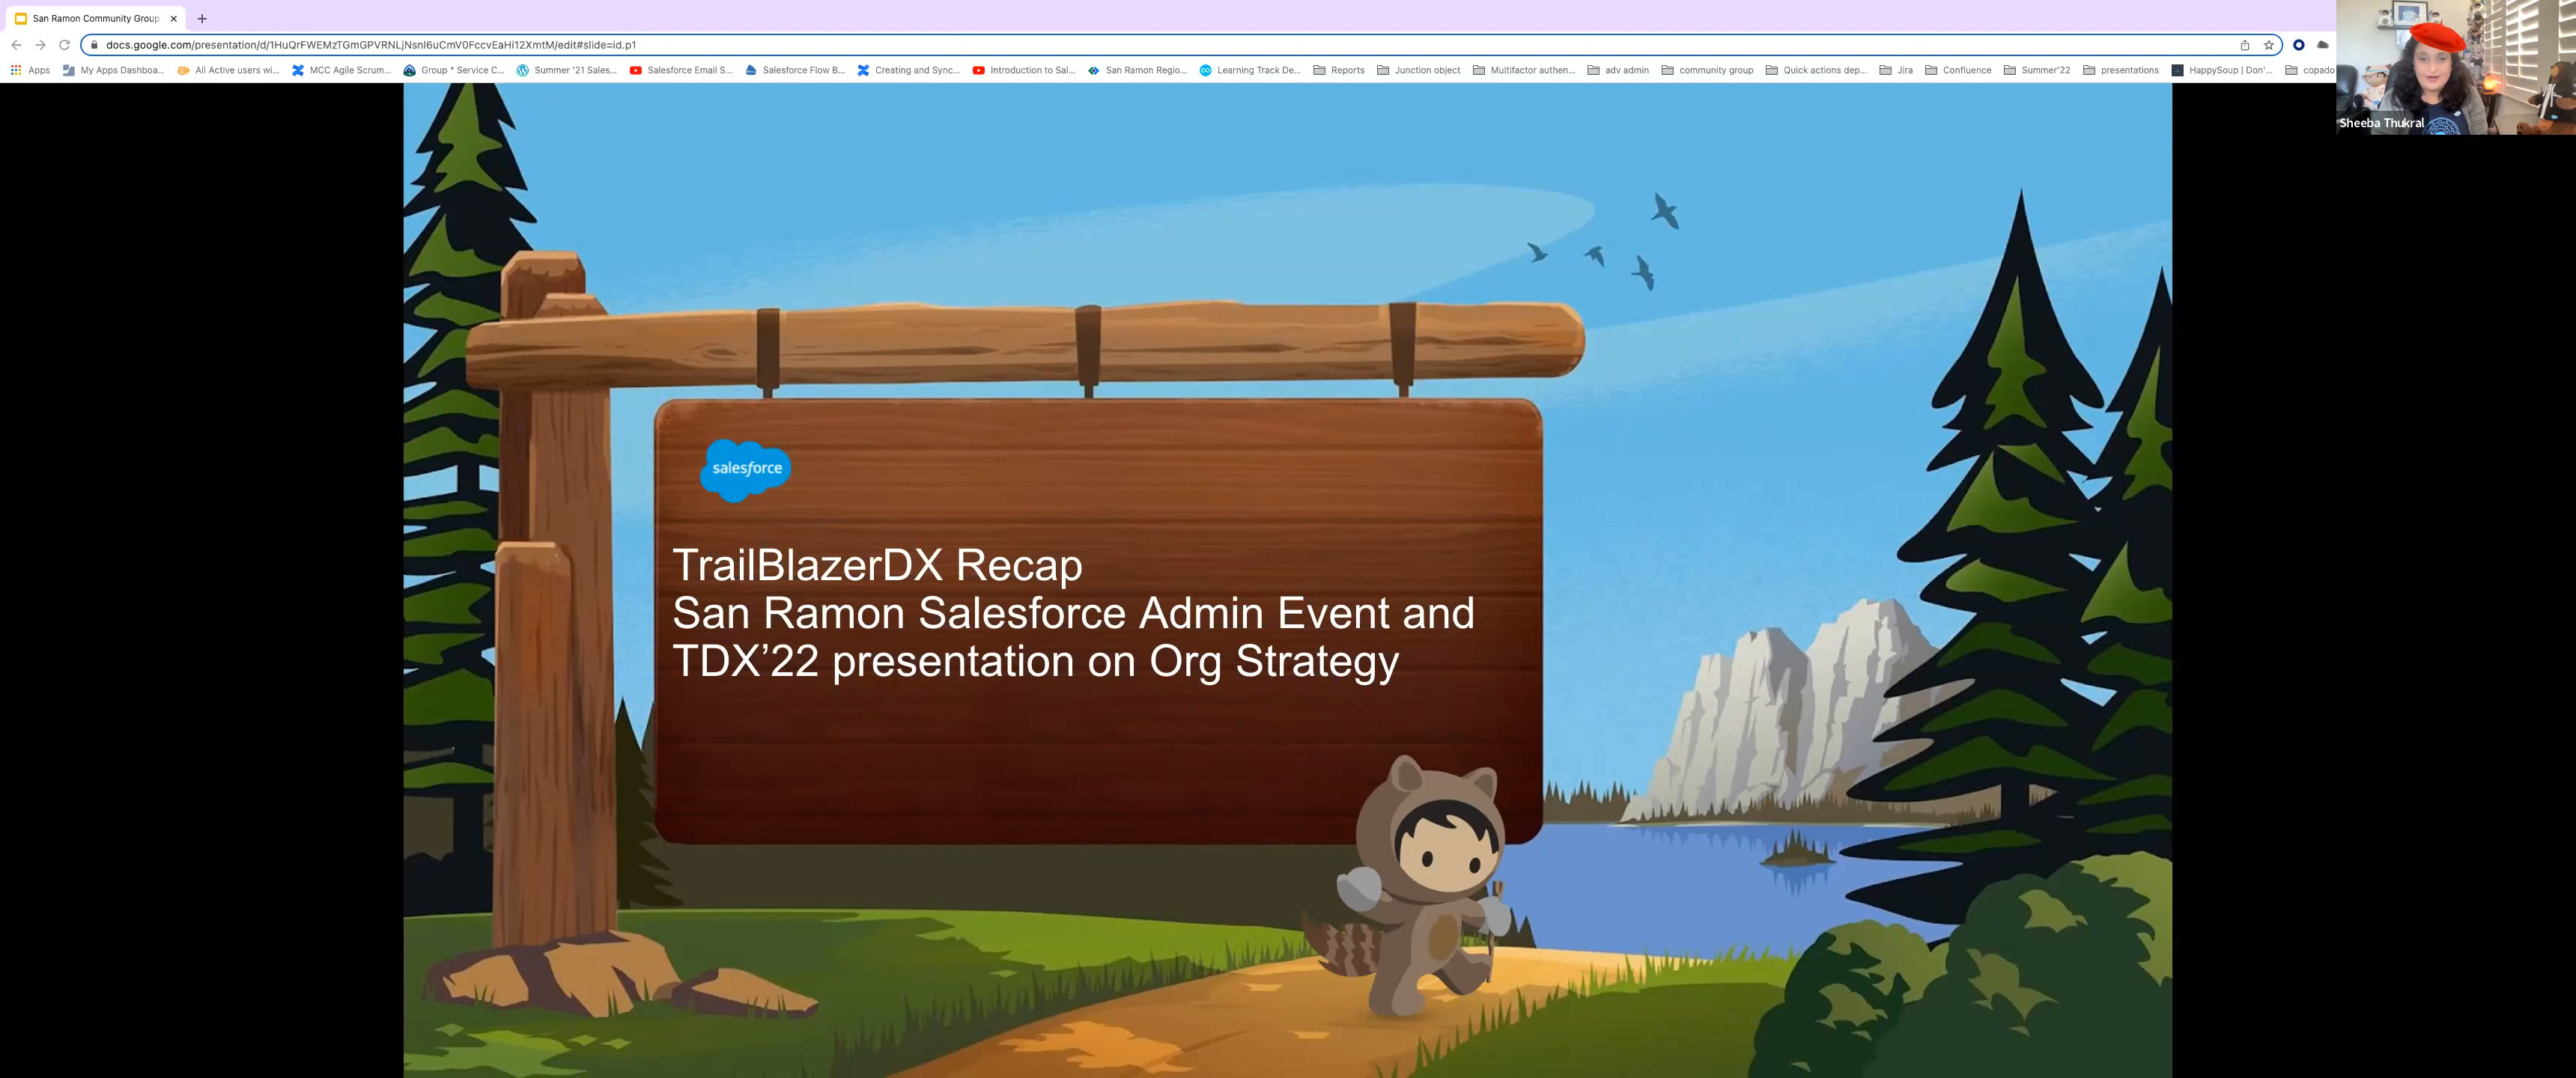 San Ramon Community Group
docs.google.com/presentation/d/1HuQrFWEMzTGmGPVRNLjNsnI6uCmV0FccvEaHi12XmtM/edit#slide=id.p1
Apps My Apps Dashboa... All Active users wi... MCC Agile Scrum... Group * Service C... Summer '21 Sales... Salesforce Email S... Salesforce Flow B... Creating and Sync... Introduction to Sal... San Ramon Regio... Learning Track De... Reports Junction object Multifactor authen... adv admin community group Quick actions dep... Jira Confluence Summer'22 presentations HappySoup | Don'... copado
Sheeba Thukral
salesforce
TrailBlazerDX Recap
San Ramon Salesforce Admin Event and
TDX’22 presentation on Org Strategy